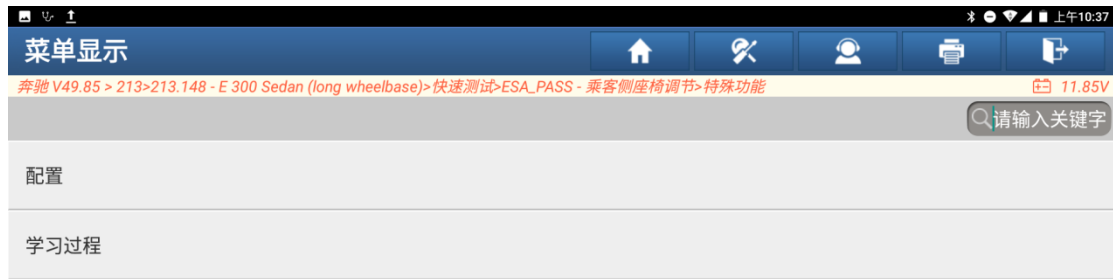 上午10:37
菜单显示
奔驰 V49.85 > 213>213.148 - E 300 Sedan (long wheelbase)>快速测试>ESA_PASS - 乘客侧座椅调节>特殊功能 11.85V
请输入关键字
配置
学习过程